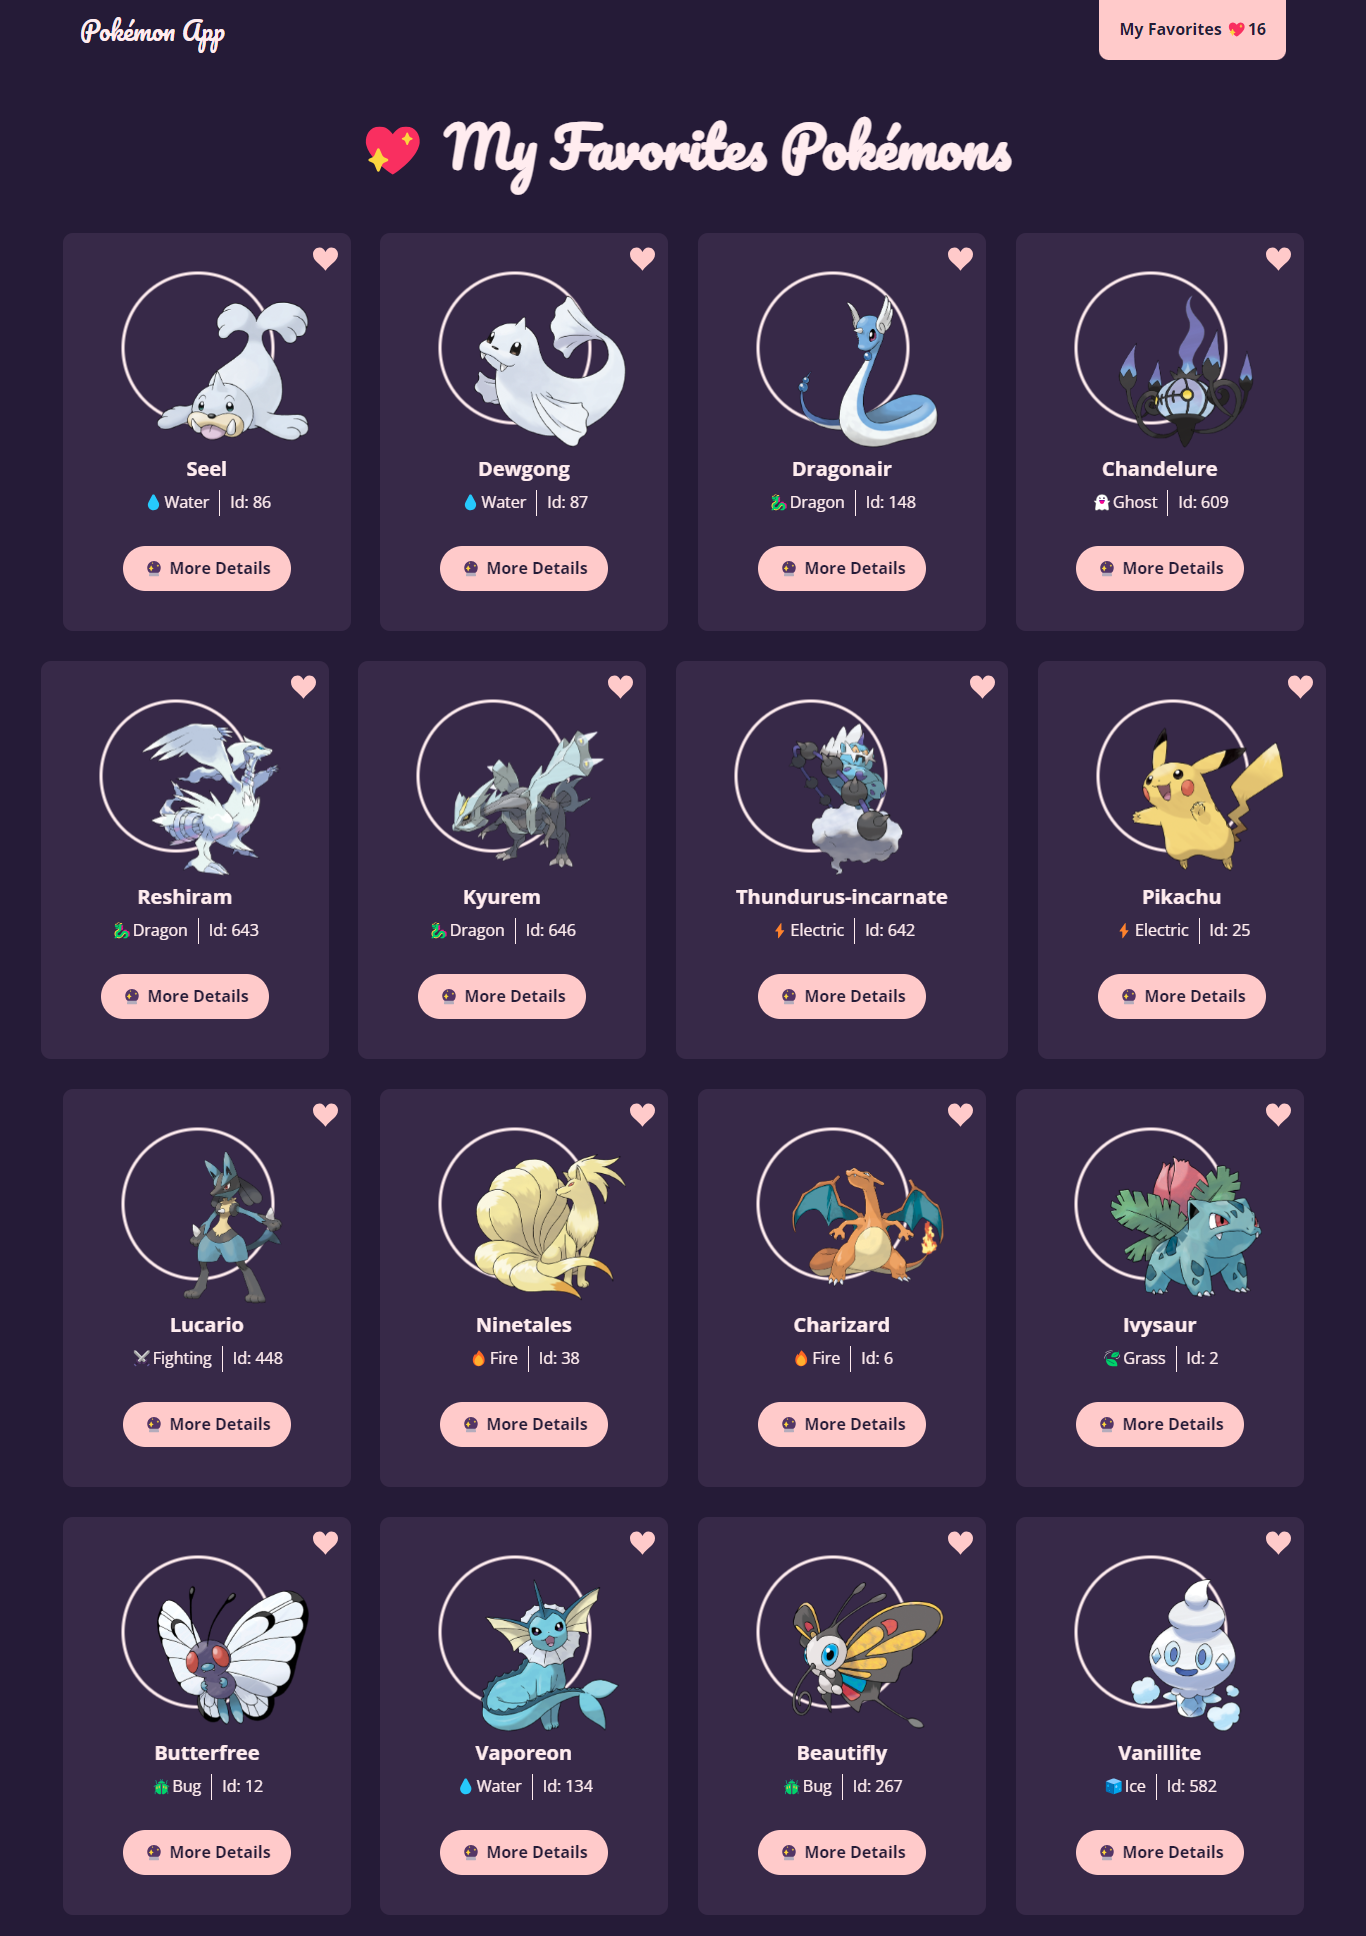 Pokémon App
My Favorites 💖16
💖 My Favorites Pokémons
Seel
💧Water | Id: 86
🔮 More Details
Dewgong
💧Water | Id: 87
🔮 More Details
Dragonair
🐉Dragon | Id: 148
🔮 More Details
Chandelure
👻Ghost | Id: 609
🔮 More Details
Reshiram
🐉Dragon | Id: 643
🔮 More Details
Kyurem
🐉Dragon | Id: 646
🔮 More Details
Thundurus-incarnate
⚡Electric | Id: 642
🔮 More Details
Pikachu
⚡Electric | Id: 25
🔮 More Details
Lucario
⚔Fighting | Id: 448
🔮 More Details
Ninetales
🔥Fire | Id: 38
🔮 More Details
Charizard
🔥Fire | Id: 6
🔮 More Details
Ivysaur
🌿Grass | Id: 2
🔮 More Details
Butterfree
🪲Bug | Id: 12
🔮 More Details
Vaporeon
💧Water | Id: 134
🔮 More Details
Beautifly
🪲Bug | Id: 267
🔮 More Details
Vanillite
🧊Ice | Id: 582
🔮 More Details